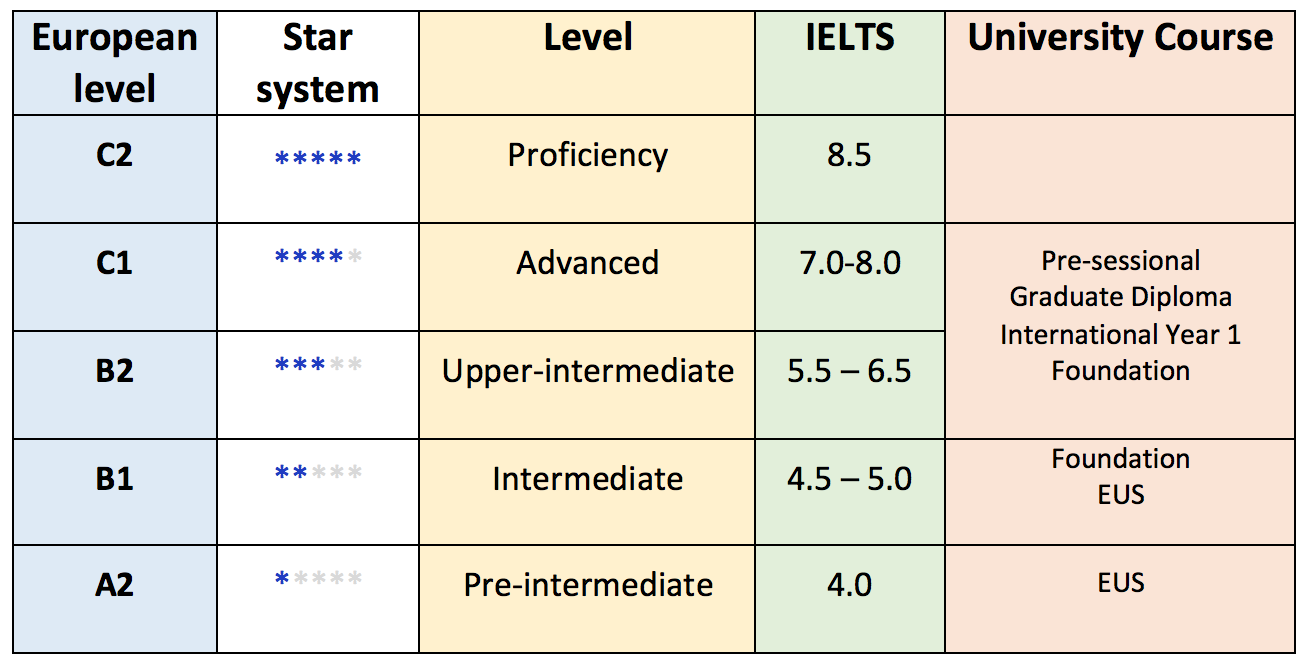 European level	Star system	Level	IELTS	University Course
C2	*****	Proficiency	8.5
C1	*****	Advanced	7.0-8.0
Pre-sessional
Graduate Diploma
International Year 1
Foundation
B2	*****	Upper-intermediate	5.5 – 6.5
B1	*****	Intermediate	4.5 – 5.0
Foundation
EUS
A2	*****	Pre-intermediate	4.0	EUS